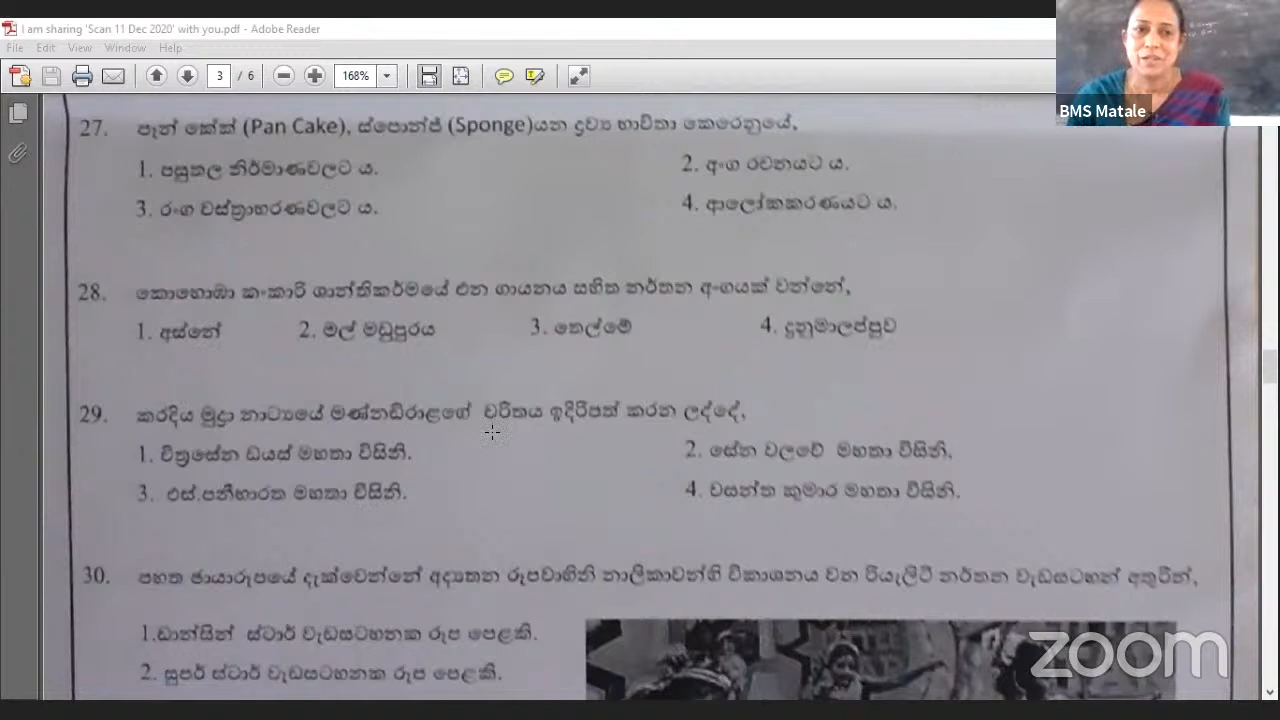 I am sharing 'Scan 11 Dec 2020' with you.pdf - Adobe Reader
File Edit View Window Help
3 / 6 168%
BMS Matale
27. පෑන් කේක් (Pan Cake), ස්පොන්ජ් (Sponge)යන ද්‍රව්‍ය භාවිතා කෙරෙනුයේ,
1. පසුතල නිර්මාණවලට ය. 2. අංග රචනයට ය.
3. රංග වස්ත්‍රාභරණවලට ය. 4. ආලෝකකරණයට ය.
28. කොහොඹා කංකාරි ශාන්තිකර්මයේ එන ගායනය සහිත නර්තන අංගයක් වන්නේ,
1. අස්නේ 2. මල් මඩුපුරය 3. තෙල්මේ 4. දුනුමාලප්පුව
29. කරදිය මුද්‍රා නාට්‍යයේ මණ්නඩිරාළගේ චරිතය ඉදිරිපත් කරන ලද්දේ,
1. චිත්‍රසේන ඩයස් මහතා විසිනි. 2. සේන වලවේ මහතා විසිනි.
3. එස්.පනිභාරත මහතා විසිනි. 4. වසන්ත කුමාර මහතා විසිනි.
30. පහත ඡායාරූපයේ දැක්වෙන්නේ අද්‍යතන රූපවාහිනි නාලිකාවන්හි විකාශනය වන රියැලිටි නර්තන වැඩසටහන් අතුරින්,
1.ඩාන්සින් ස්ටාර් වැඩසටහනක රූප පෙළකි.
2. සුපර් ස්ටාර් වැඩසටහනක රූප පෙළකි.
zoom